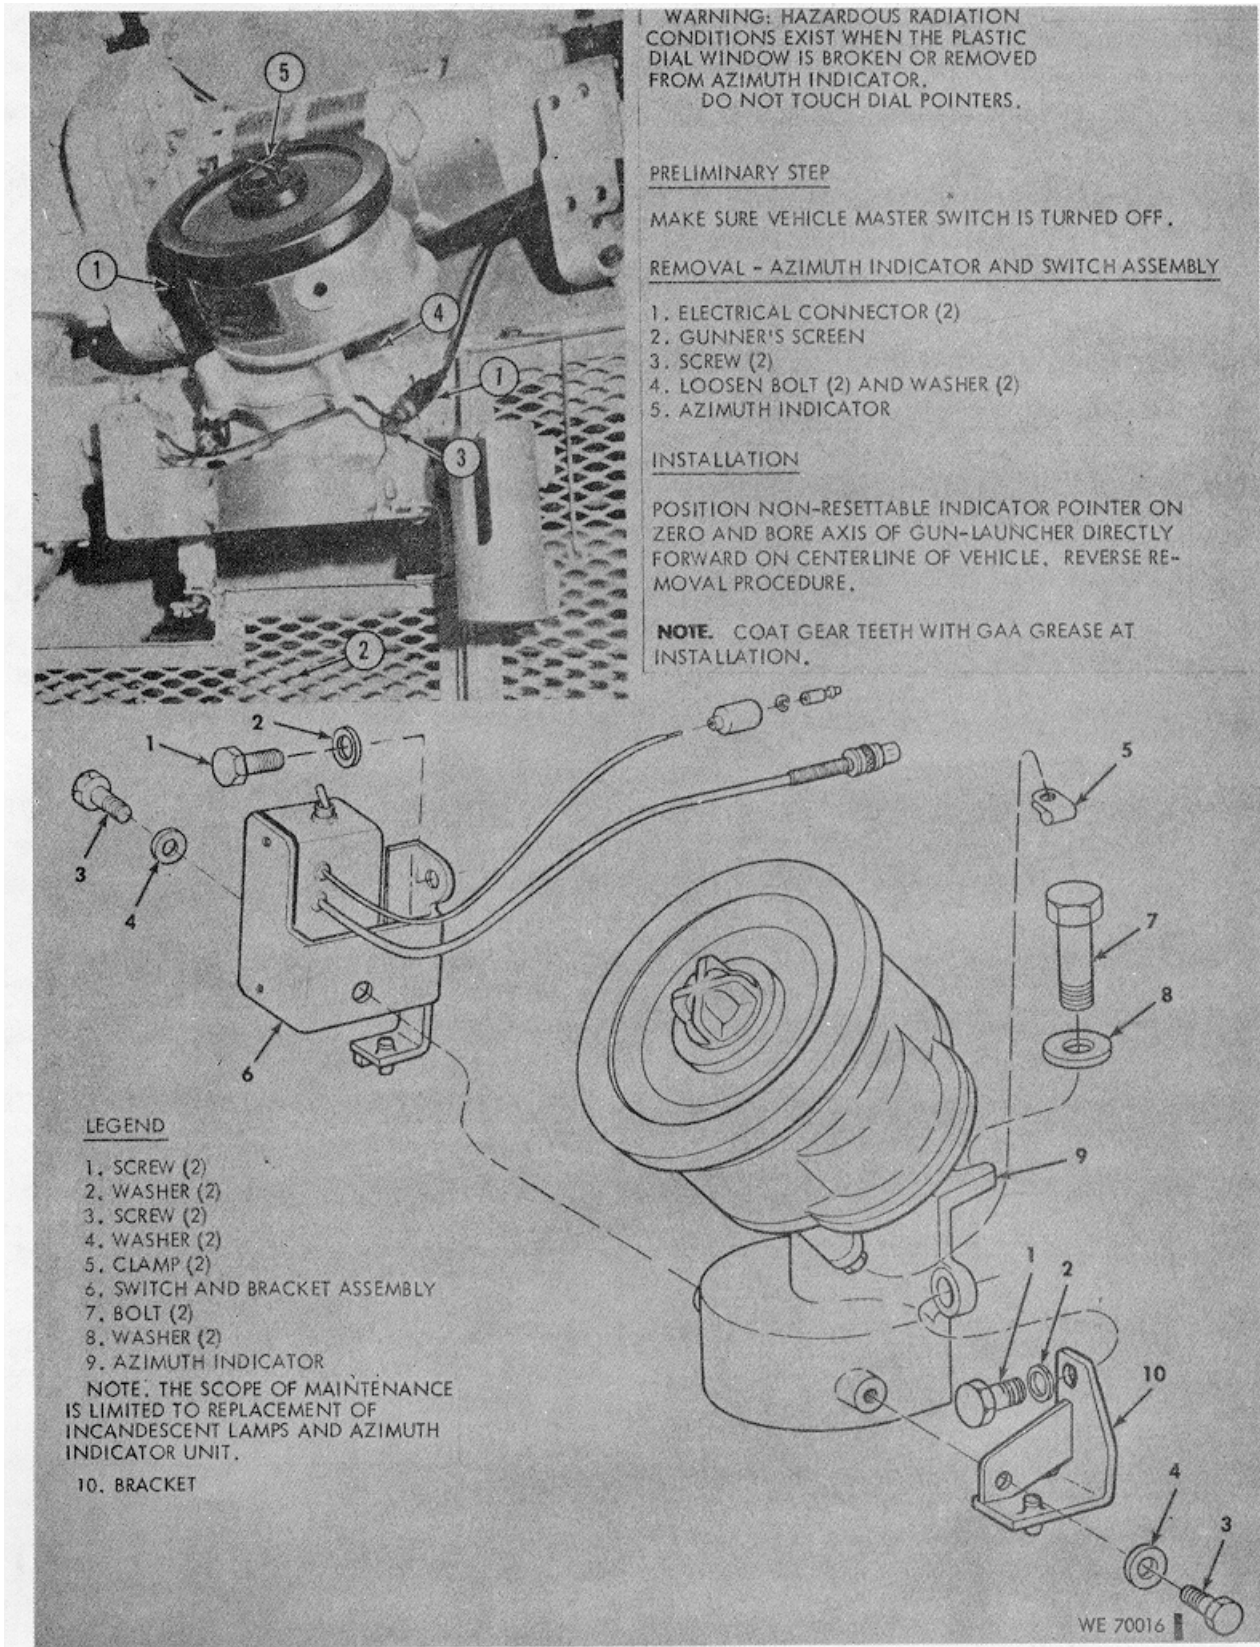 WARNING: HAZARDOUS RADIATION
CONDITIONS EXIST WHEN THE PLASTIC
DIAL WINDOW IS BROKEN OR REMOVED
FROM AZIMUTH INDICATOR.
DO NOT TOUCH DIAL POINTERS.
PRELIMINARY STEP
MAKE SURE VEHICLE MASTER SWITCH IS TURNED OFF.
REMOVAL - AZIMUTH INDICATOR AND SWITCH ASSEMBLY
1. ELECTRICAL CONNECTOR (2)
2. GUNNER'S SCREEN
3. SCREW (2)
4. LOOSEN BOLT (2) AND WASHER (2)
5. AZIMUTH INDICATOR
INSTALLATION
POSITION NON-RESETTABLE INDICATOR POINTER ON
ZERO AND BORE AXIS OF GUN-LAUNCHER DIRECTLY
FORWARD ON CENTERLINE OF VEHICLE. REVERSE RE-
MOVAL PROCEDURE.
NOTE. COAT GEAR TEETH WITH GAA GREASE AT
INSTALLATION.
5
1
4
1
3
2
2
1
3
4
6
5
7
8
9
1
2
10
4
3
LEGEND
1. SCREW (2)
2. WASHER (2)
3. SCREW (2)
4. WASHER (2)
5. CLAMP (2)
6. SWITCH AND BRACKET ASSEMBLY
7. BOLT (2)
8. WASHER (2)
9. AZIMUTH INDICATOR
NOTE. THE SCOPE OF MAINTENANCE
IS LIMITED TO REPLACEMENT OF
INCANDESCENT LAMPS AND AZIMUTH
INDICATOR UNIT.
10. BRACKET
WE 70016